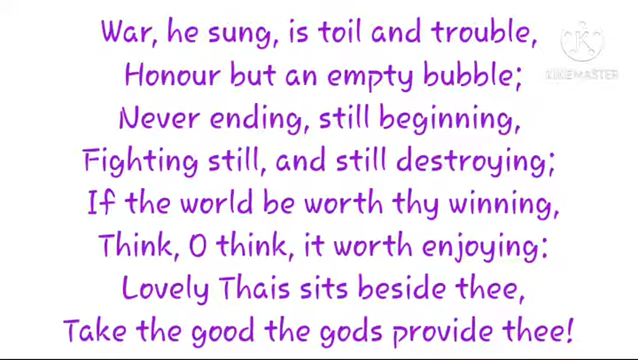 War, he sung, is toil and trouble,
Honour but an empty bubble;
Never ending, still beginning,
Fighting still, and still destroying;
If the world be worth thy winning,
Think, O think, it worth enjoying:
Lovely Thais sits beside thee,
Take the good the gods provide thee!
KINEMASTER